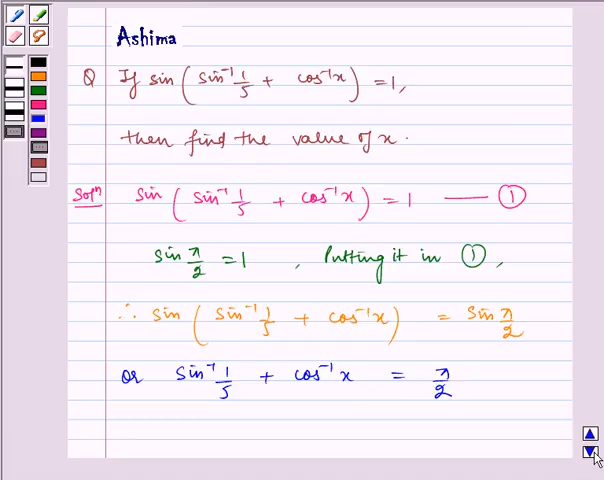 Ashima
Q If sin ( sin⁻¹ 1/5 + cos⁻¹x ) = 1,
then find the value of x.
Solⁿ sin ( sin⁻¹ 1/5 + cos⁻¹x ) = 1 —— ①
sin π/2 = 1 , Putting it in ① ,
∴ sin ( sin⁻¹ 1/5 + cos⁻¹x ) = sin π/2
or sin⁻¹ 1/5 + cos⁻¹x = π/2